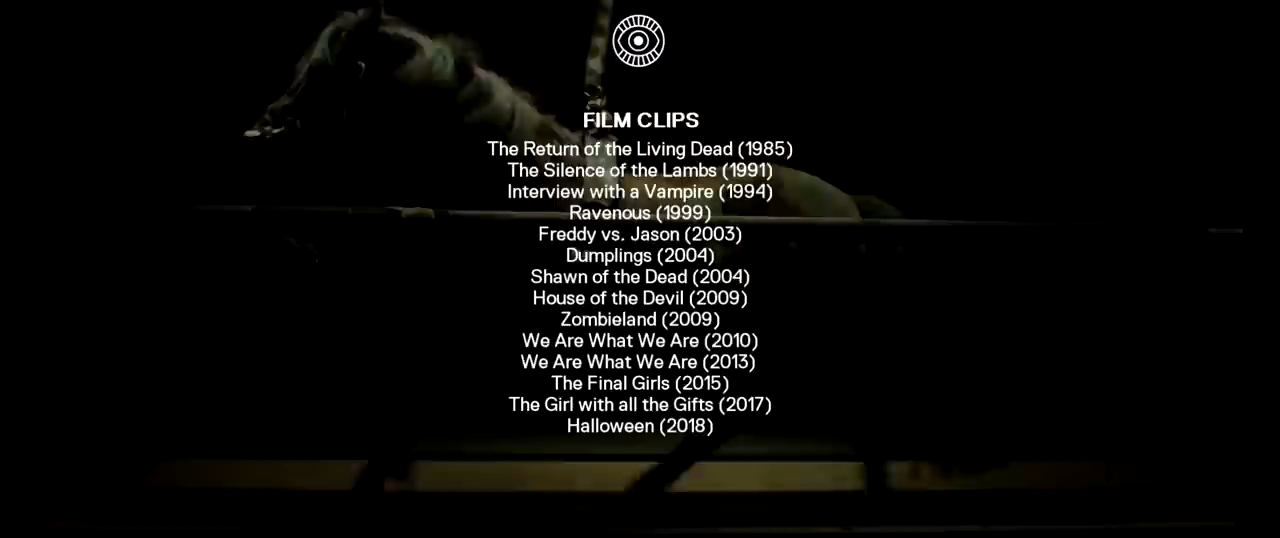 FILM CLIPS
The Return of the Living Dead (1985)
The Silence of the Lambs (1991)
Interview with a Vampire (1994)
Ravenous (1999)
Freddy vs. Jason (2003)
Dumplings (2004)
Shawn of the Dead (2004)
House of the Devil (2009)
Zombieland (2009)
We Are What We Are (2010)
We Are What We Are (2013)
The Final Girls (2015)
The Girl with all the Gifts (2017)
Halloween (2018)